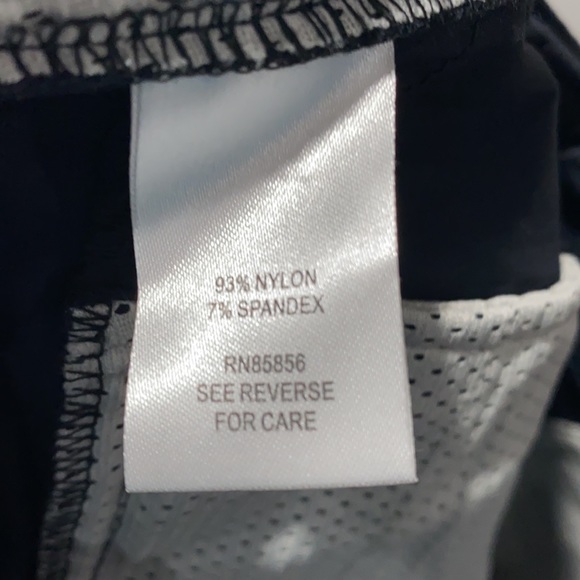 93% NYLON
7% SPANDEX
RN85856
SEE REVERSE
FOR CARE